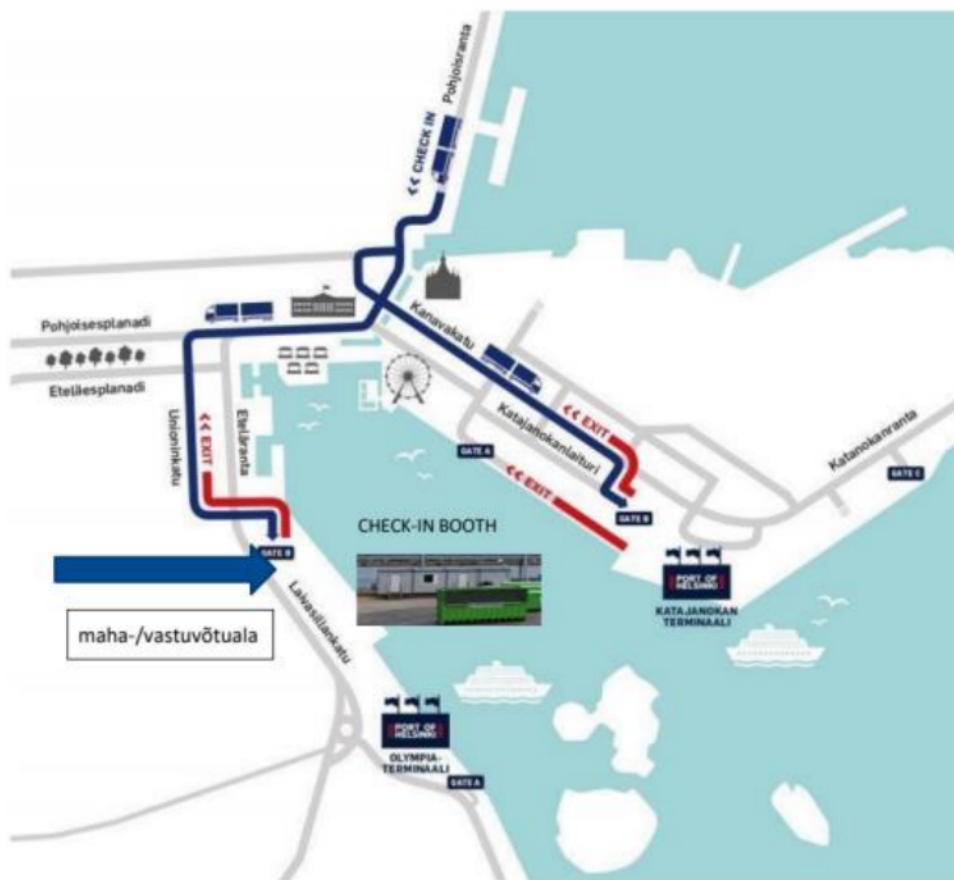 Pohjoisranta
<< CHECK IN
Pohjoisesplanadi
Eteläesplanadi
Kanavakatu
Unioninkatu
<< EXIT
Eteläranta
GATE A
Katajanokanlaituri
<< EXIT
<< EXIT
Katanokanranta
GATE C
GATE B
CHECK-IN BOOTH
GATE B
PORT OF
HELSINKI
KATAJANOKAN
TERMINAALI
maha-/vastuvõtuala
Laivasillankatu
PORT OF
HELSINKI
OLYMPIA-
TERMINAALI
GATE A